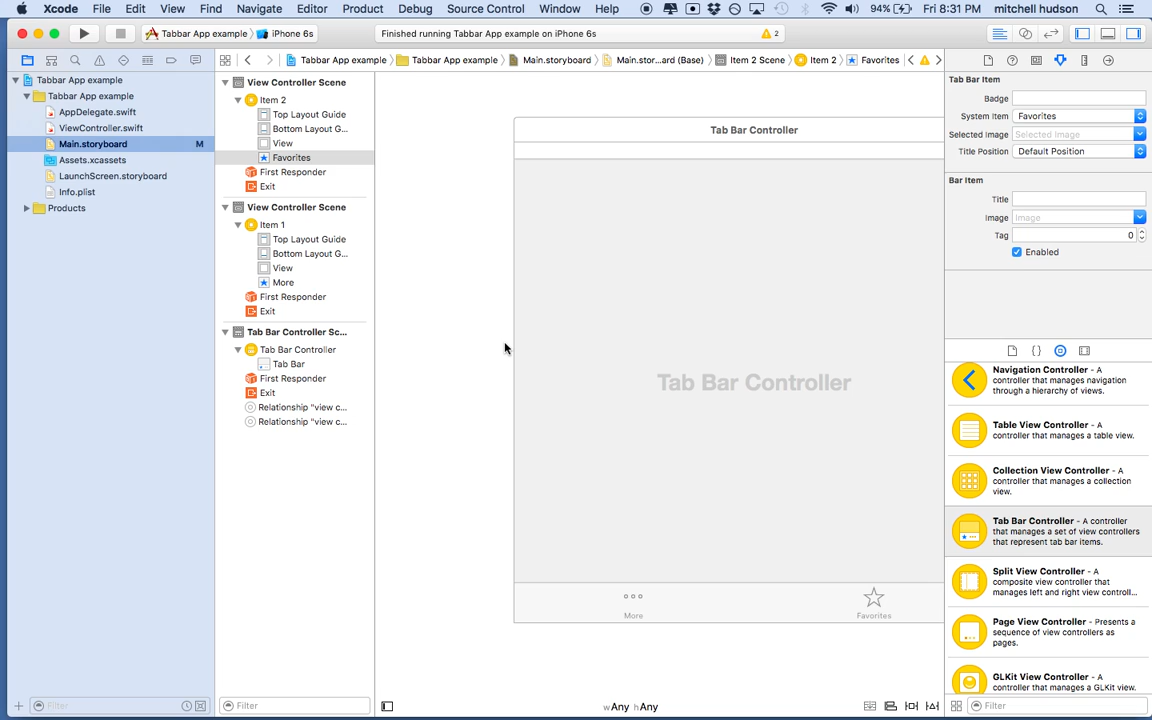 Xcode File Edit View Find Navigate Editor Product Debug Source Control Window Help 94% Fri 8:31 PM mitchell hudson
Tabbar App example iPhone 6s Finished running Tabbar App example on iPhone 6s 2
Tabbar App example Tabbar App example Main.storyboard Main.stor...ard (Base) Item 2 Scene Item 2 Favorites
Tabbar App example
Tabbar App example
AppDelegate.swift
ViewController.swift
Main.storyboard M
Assets.xcassets
LaunchScreen.storyboard
Info.plist
Products
Filter
View Controller Scene
Item 2
Top Layout Guide
Bottom Layout G...
View
Favorites
First Responder
Exit
View Controller Scene
Item 1
Top Layout Guide
Bottom Layout G...
View
More
First Responder
Exit
Tab Bar Controller Sc...
Tab Bar Controller
Tab Bar
First Responder
Exit
Relationship "view c...
Relationship "view c...
Filter
Tab Bar Controller
Tab Bar Controller
More Favorites
wAny hAny
Tab Bar Item
Badge
System Item Favorites
Selected Image Selected Image
Title Position Default Position
Bar Item
Title
Image Image
Tag 0
Enabled
Navigation Controller - A
controller that manages navigation
through a hierarchy of views.
Table View Controller - A
controller that manages a table view.
Collection View Controller - A
controller that manages a collection
view.
Tab Bar Controller - A controller
that manages a set of view controllers
that represent tab bar items.
Split View Controller - A
composite view controller that
manages left and right view controll...
Page View Controller - Presents a
sequence of view controllers as
pages.
GLKit View Controller - A
controller that manages a GLKit view.
Filter